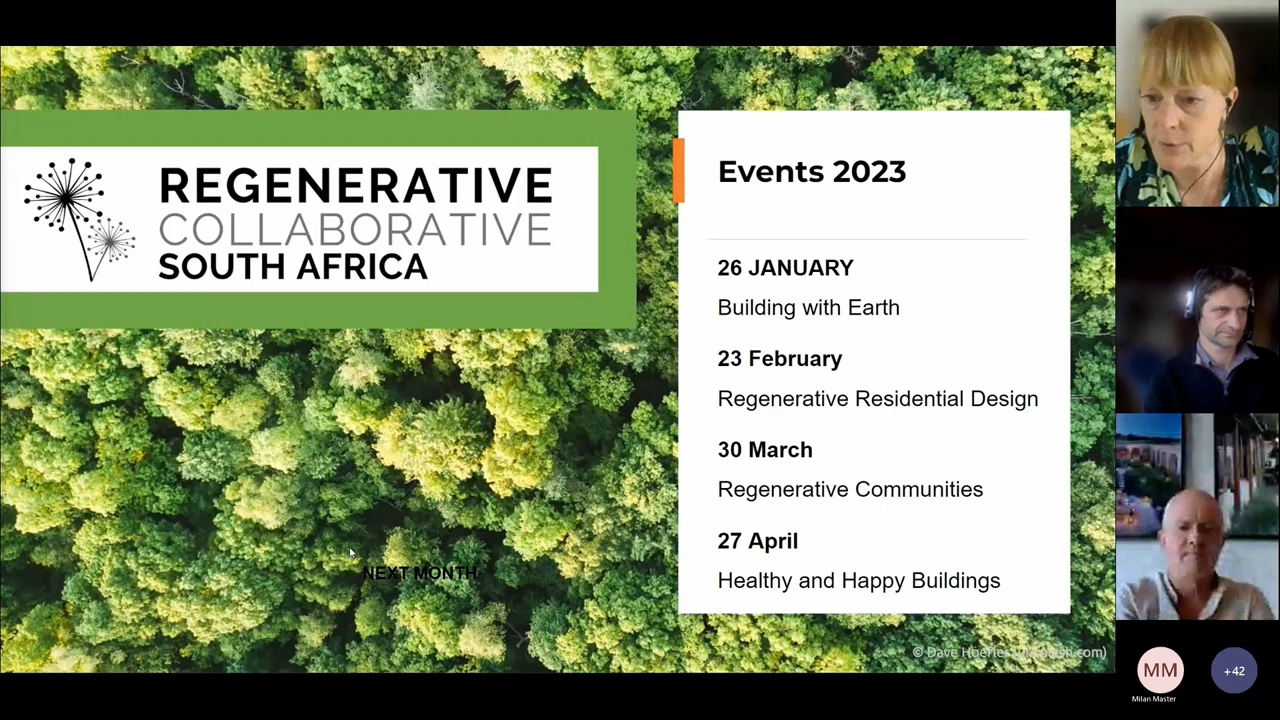 REGENERATIVE
COLLABORATIVE
SOUTH AFRICA
Events 2023
26 JANUARY
Building with Earth
23 February
Regenerative Residential Design
30 March
Regenerative Communities
27 April
Healthy and Happy Buildings
NEXT MONTH
© Dave
MM
Milan Master
+42